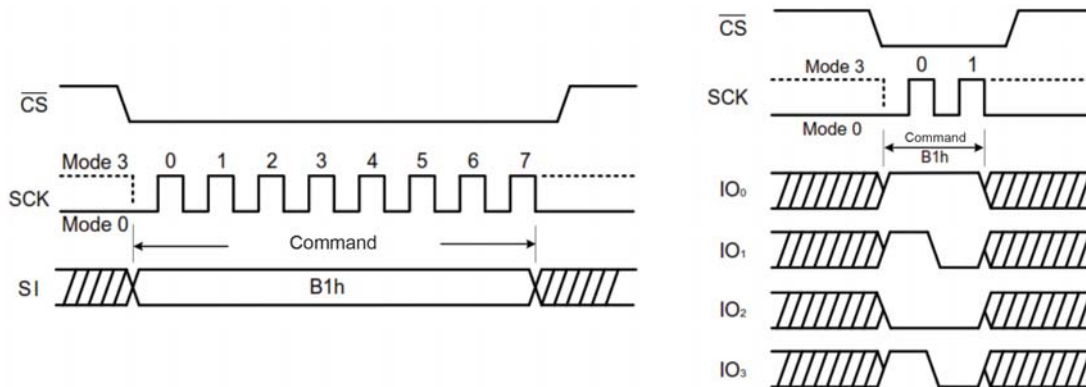 CS
Mode 3
0 1 2 3 4 5 6 7
SCK
Mode 0
Command
SI
B1h
CS
Mode 3
0 1
SCK
Mode 0
Command
B1h
IO₀
IO₁
IO₂
IO₃